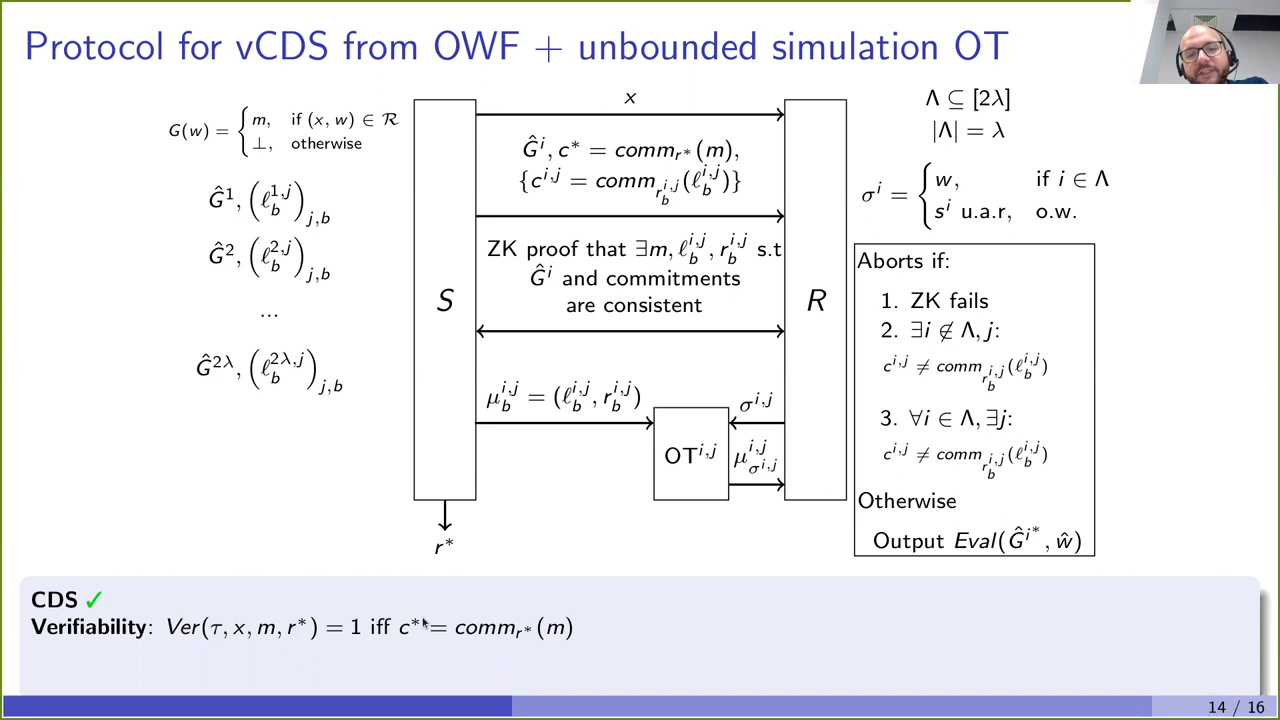 Protocol for vCDS from OWF + unbounded simulation OT
G(w) = { m, if (x, w) ∈ ℛ
⊥, otherwise
Ĝ¹, (ℓ_b^{1,j})_{j,b}
Ĝ², (ℓ_b^{2,j})_{j,b}
...
Ĝ^{2λ}, (ℓ_b^{2λ,j})_{j,b}
S
x
Ĝ^i, c* = comm_{r*}(m),
{c^{i,j} = comm_{r_b^{i,j}}(ℓ_b^{i,j})}
ZK proof that ∃m, ℓ_b^{i,j}, r_b^{i,j} s.t
Ĝ^i and commitments
are consistent
μ_b^{i,j} = (ℓ_b^{i,j}, r_b^{i,j})
OT^{i,j}
σ^{i,j}
μ_{σ^{i,j}}^{i,j}
R
r*
Λ ⊆ [2λ]
|Λ| = λ
σ^i = { w, if i ∈ Λ
s^i u.a.r, o.w.
Aborts if:
1. ZK fails
2. ∃i ∉ Λ, j:
c^{i,j} ≠ comm_{r_b^{i,j}}(ℓ_b^{i,j})
3. ∀i ∈ Λ, ∃j:
c^{i,j} ≠ comm_{r_b^{i,j}}(ℓ_b^{i,j})
Otherwise
Output Eval(Ĝ^{i*}, ŵ)
CDS ✓
Verifiability: Ver(τ, x, m, r*) = 1 iff c* = comm_{r*}(m)
14 / 16